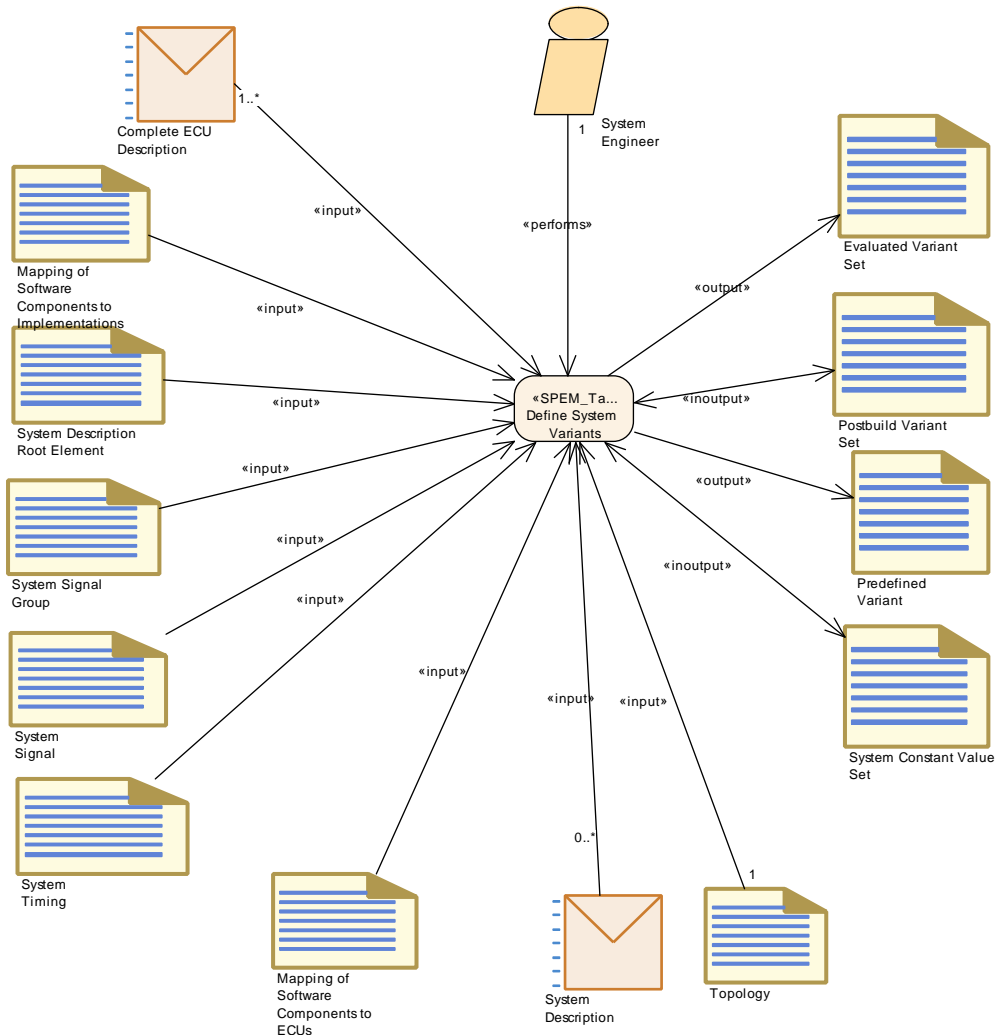 1..*
Complete ECU
Description
1
System
Engineer
«input»
«performs»
Evaluated Variant
Set
Mapping of
Software
Components to
Implementations
«input»
«output»
System Description
Root Element
«input»
«SPEM_Ta...
Define System
Variants
«inoutput»
Postbuild Variant
Set
System Signal
Group
«input»
«output»
Predefined
Variant
System
Signal
«input»
«inoutput»
System Constant Value
Set
System
Timing
«input»
Mapping of
Software
Components to
ECUs
«input»
0..*
System
Description
«input»
1
Topology
«input»